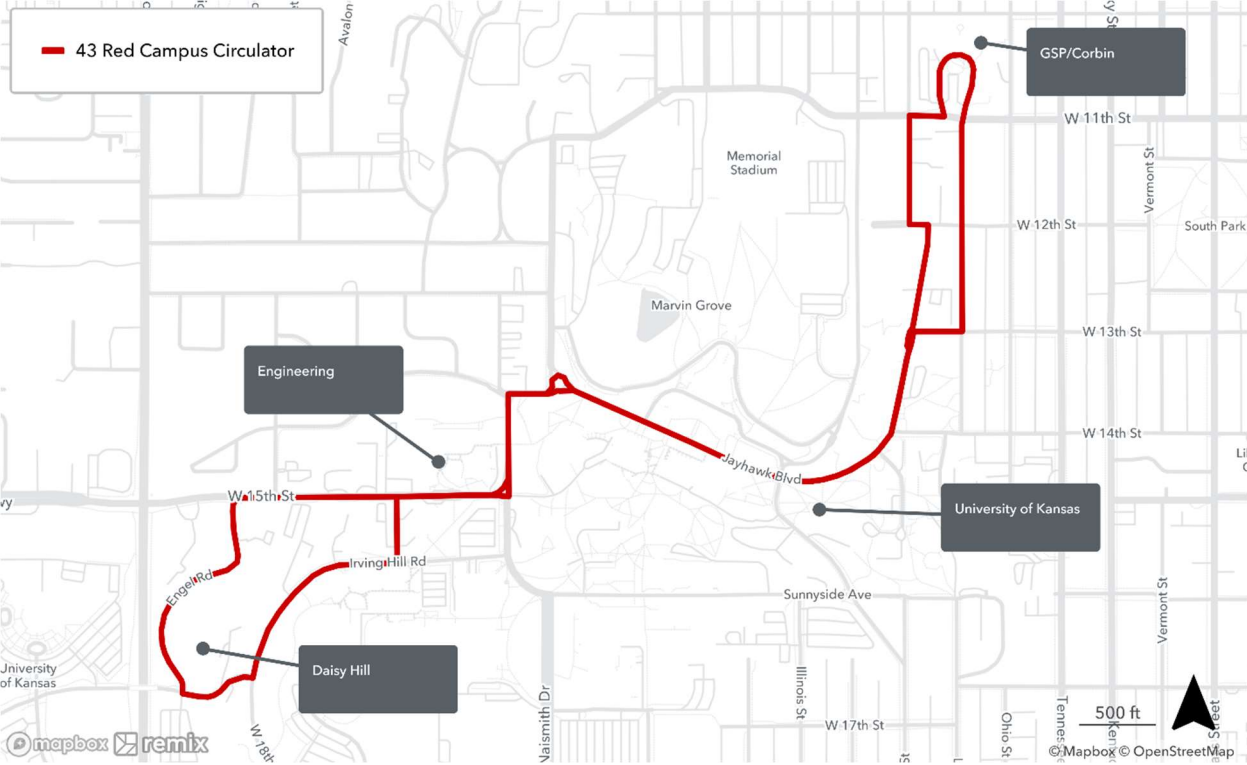 43 Red Campus Circulator
Avalon
GSP/Corbin
W 11th St
Memorial
Stadium
Vermont St
W 12th St
South Park
Marvin Grove
W 13th St
Engineering
W 14th St
Jayhawk Blvd
W 15th St
University of Kansas
Irving Hill Rd
Engel Rd
Sunnyside Ave
Vermont St
Daisy Hill
University
of Kansas
Illinois St
Naismith Dr
W 17th St
Ohio St
500 ft
W 18th
mapbox remix
© Mapbox © OpenStreetMap